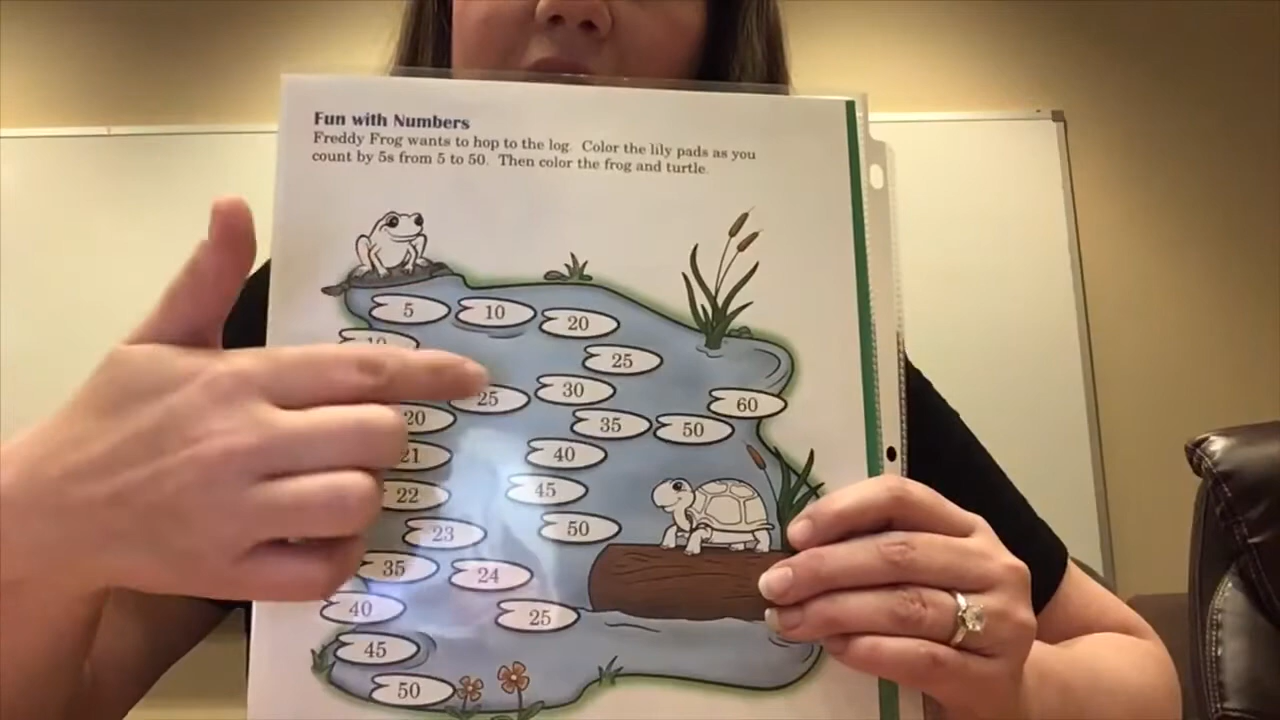 Fun with Numbers
Freddy Frog wants to hop to the log. Color the lily pads as you
count by 5s from 5 to 50. Then color the frog and turtle.
5 10 20
10
25
25 30 60
20 35 50
21 40
22 45
23 50
35 24
40 25
45
50